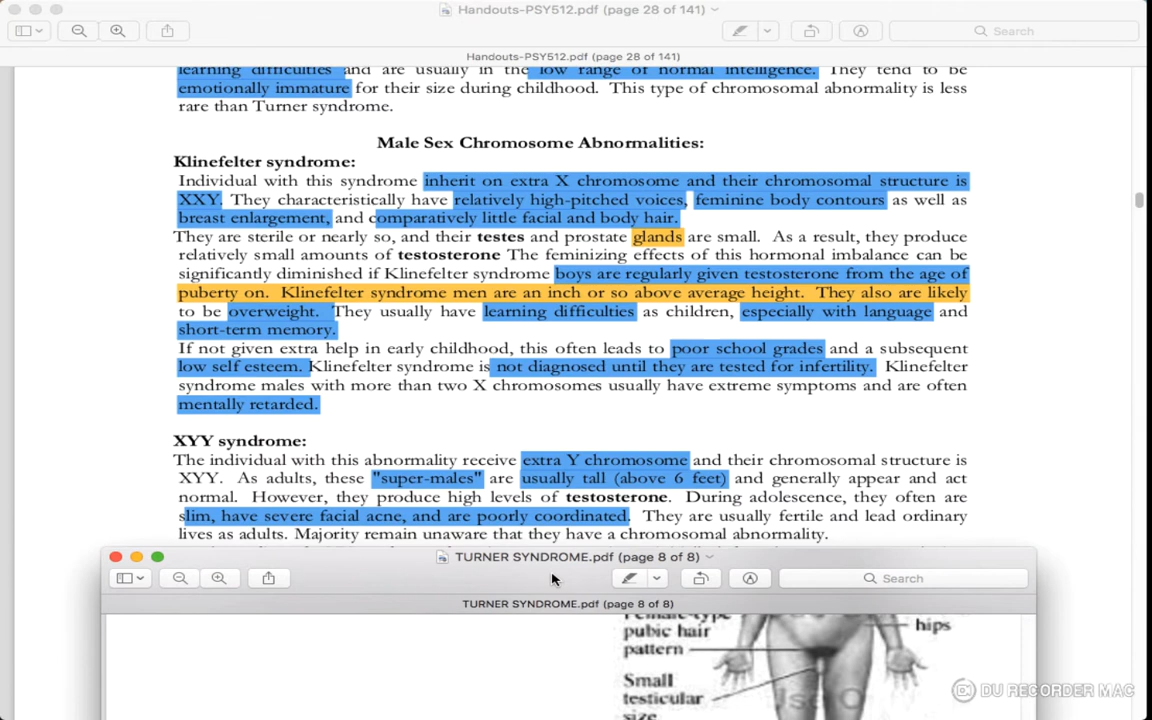 Handouts-PSY512.pdf (page 28 of 141)
Search
Handouts-PSY512.pdf (page 28 of 141)
learning difficulties and are usually in the low range of normal intelligence. They tend to be
emotionally immature for their size during childhood. This type of chromosomal abnormality is less
rare than Turner syndrome.
Male Sex Chromosome Abnormalities:
Klinefelter syndrome:
Individual with this syndrome inherit on extra X chromosome and their chromosomal structure is
XXY. They characteristically have relatively high-pitched voices, feminine body contours as well as
breast enlargement, and comparatively little facial and body hair.
They are sterile or nearly so, and their testes and prostate glands are small. As a result, they produce
relatively small amounts of testosterone The feminizing effects of this hormonal imbalance can be
significantly diminished if Klinefelter syndrome boys are regularly given testosterone from the age of
puberty on. Klinefelter syndrome men are an inch or so above average height. They also are likely
to be overweight. They usually have learning difficulties as children, especially with language and
short-term memory.
If not given extra help in early childhood, this often leads to poor school grades and a subsequent
low self esteem. Klinefelter syndrome is not diagnosed until they are tested for infertility. Klinefelter
syndrome males with more than two X chromosomes usually have extreme symptoms and are often
mentally retarded.
XYY syndrome:
The individual with this abnormality receive extra Y chromosome and their chromosomal structure is
XYY. As adults, these "super-males" are usually tall (above 6 feet) and generally appear and act
normal. However, they produce high levels of testosterone. During adolescence, they often are
slim, have severe facial acne, and are poorly coordinated. They are usually fertile and lead ordinary
lives as adults. Majority remain unaware that they have a chromosomal abnormality.
TURNER SYNDROME.pdf (page 8 of 8)
Search
TURNER SYNDROME.pdf (page 8 of 8)
Female-type
pubic hair
pattern
hips
Small
testicular
size
DU RECORDER MAC